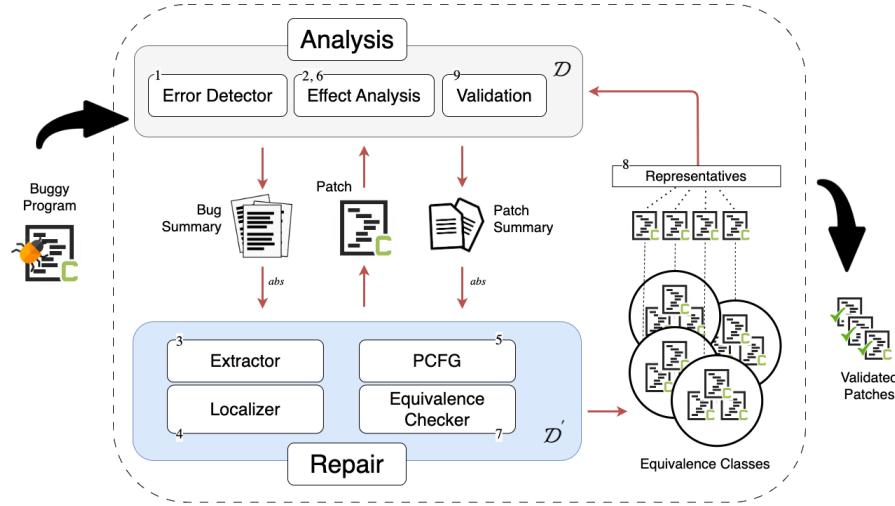 Analysis
1
Error Detector
2, 6
Effect Analysis
9
Validation
D
Buggy
Program
C
Bug
Summary
Patch
C
Patch
Summary
abs
abs
8
Representatives
C
C
C
C
3
Extractor
Localizer
4
5
PCFG
Equivalence
Checker
7
D'
Repair
C
C
C
C
C
C
C
C
C
C
C
Equivalence Classes
C
Validated
Patches